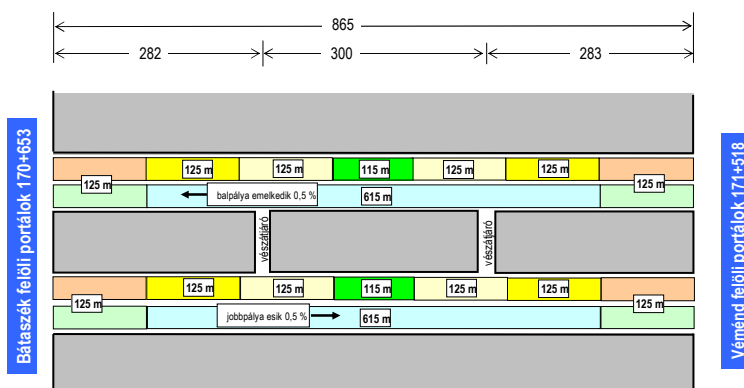 865
282
300
283
Bátaszék felöli portálok 170+653
Véménd felöli portálok 171+518
125 m
125 m
115 m
125 m
125 m
125 m
125 m
balpálya emelkedik 0,5 %
615 m
vészátjáró
vészátjáró
125 m
125 m
115 m
125 m
125 m
125 m
125 m
jobbpálya esik 0,5 %
615 m